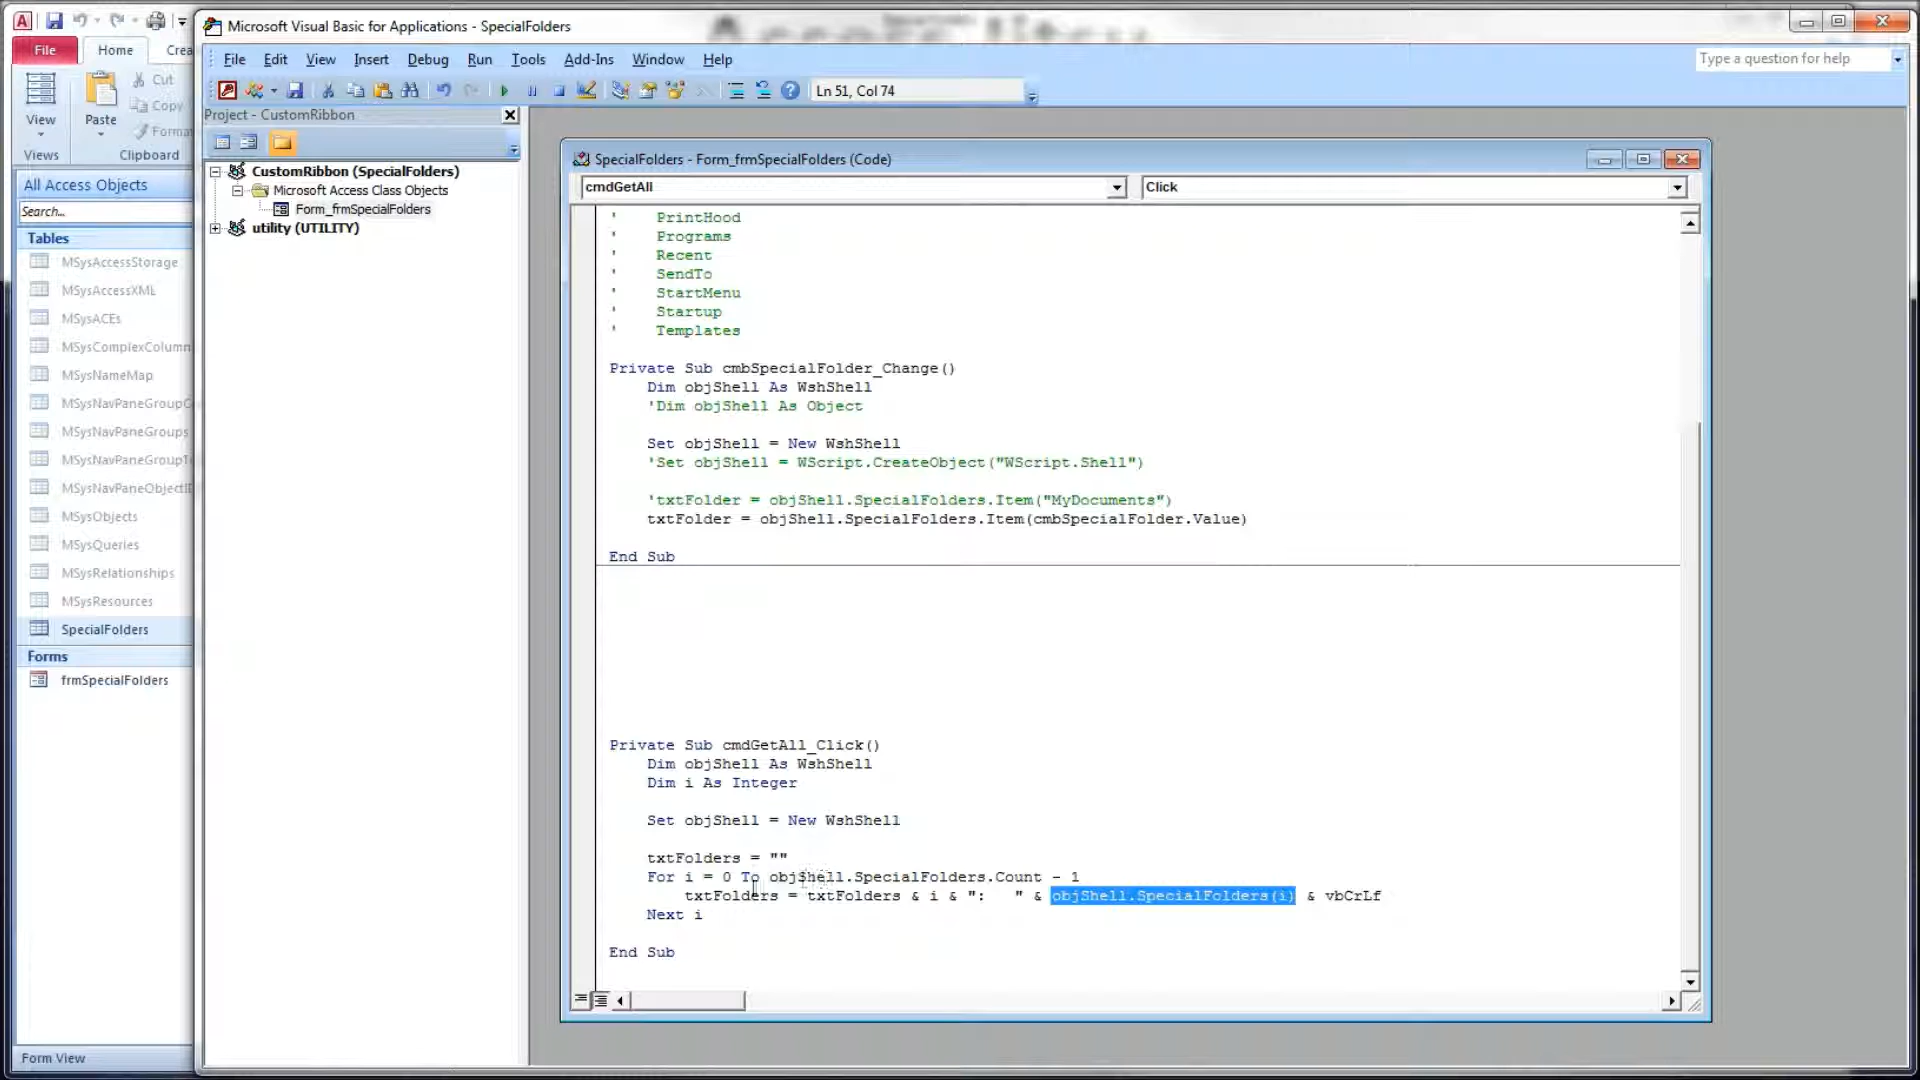 Microsoft Visual Basic for Applications - SpecialFolders
File Edit View Insert Debug Run Tools Add-Ins Window Help
Type a question for help
Ln 51, Col 74
File Home Crea
View
Views
Paste
Cut
Copy
Forma
Clipboard
All Access Objects
Search...
Tables
MSysAccessStorage
MSysAccessXML
MSysACEs
MSysComplexColumn
MSysNameMap
MSysNavPaneGroupC
MSysNavPaneGroups
MSysNavPaneGroupTo
MSysNavPaneObjectID
MSysObjects
MSysQueries
MSysRelationships
MSysResources
SpecialFolders
Forms
frmSpecialFolders
Form View
Project - CustomRibbon
CustomRibbon (SpecialFolders)
Microsoft Access Class Objects
Form_frmSpecialFolders
utility (UTILITY)
SpecialFolders - Form_frmSpecialFolders (Code)
cmdGetAll Click
' PrintHood
' Programs
' Recent
' SendTo
' StartMenu
' Startup
' Templates
Private Sub cmbSpecialFolder_Change()
Dim objShell As WshShell
'Dim objShell As Object
Set objShell = New WshShell
'Set objShell = WScript.CreateObject("WScript.Shell")
'txtFolder = objShell.SpecialFolders.Item("MyDocuments")
txtFolder = objShell.SpecialFolders.Item(cmbSpecialFolder.Value)
End Sub
Private Sub cmdGetAll_Click()
Dim objShell As WshShell
Dim i As Integer
Set objShell = New WshShell
txtFolders = ""
For i = 0 To objShell.SpecialFolders.Count - 1
txtFolders = txtFolders & i & ":   " & objShell.SpecialFolders(i) & vbCrLf
Next i
End Sub